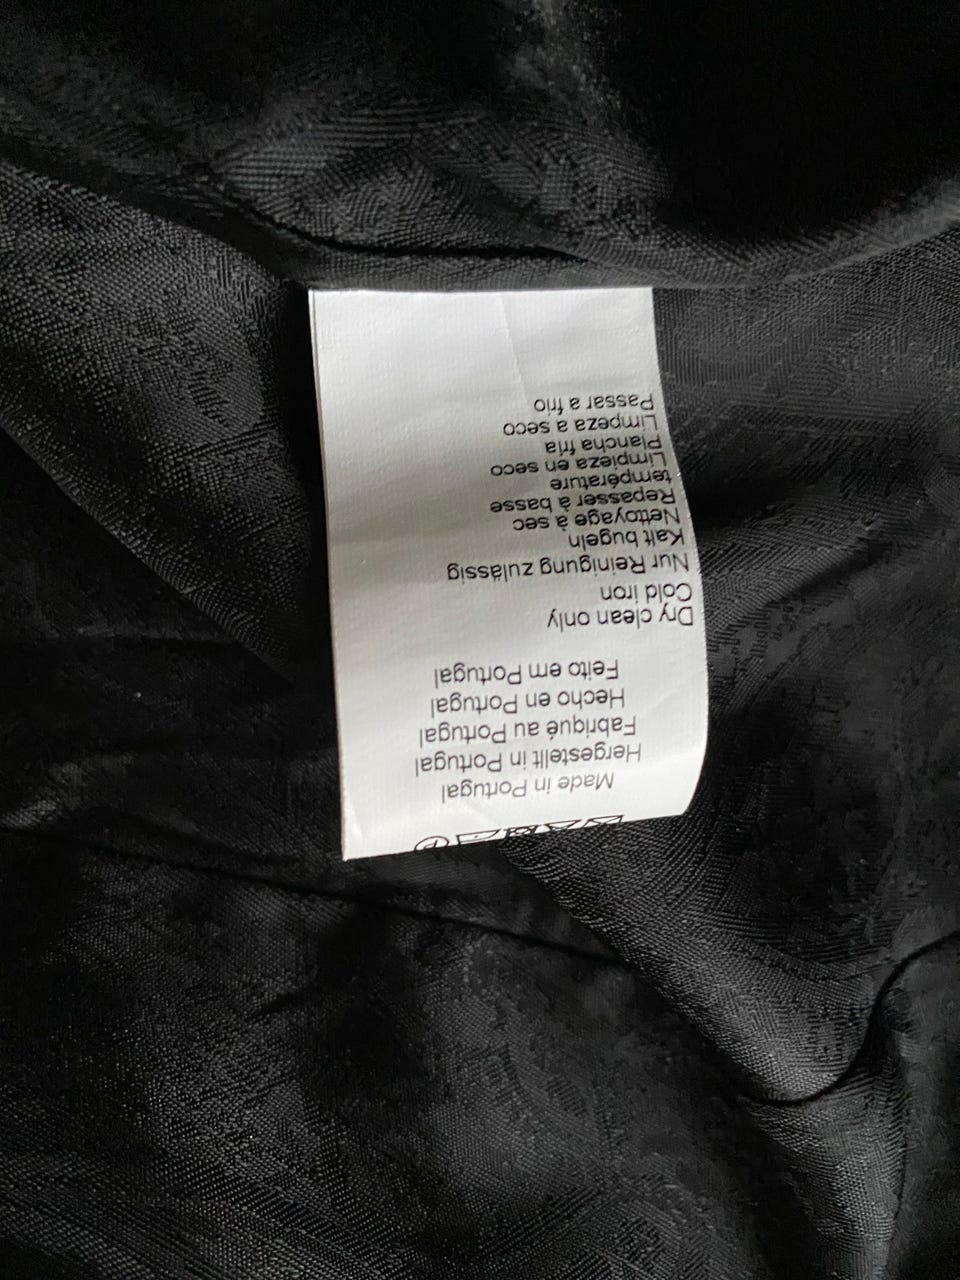 Made in Portugal
Hergestellt in Portugal
Fabriqué au Portugal
Hecho en Portugal
Feito em Portugal
Dry clean only
Cold iron
Nur Reinigung zulässig
Kalt bugeln
Nettoyage à sec
Repasser à basse
température
Limpieza en seco
Plancha fria
Limpeza a seco
Passar a frio